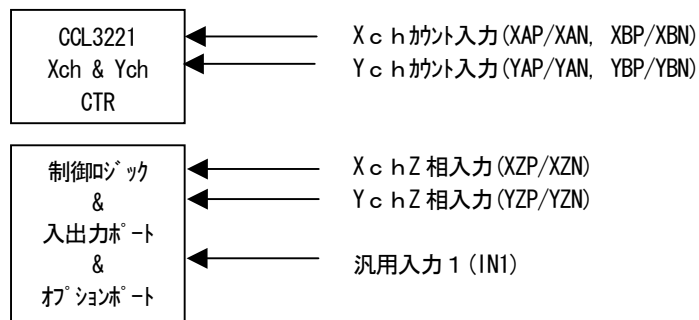 CCL3221
Xch & Ych
CTR
Xｃｈｶｳﾝﾄ入力(XAP/XAN, XBP/XBN)
Yｃｈｶｳﾝﾄ入力(YAP/YAN, YBP/YBN)
制御ﾛｼﾞｯｸ
&
入出力ﾎﾟｰﾄ
&
ｵﾌﾟｼｮﾝﾎﾟｰﾄ
XｃｈZ相入力(XZP/XZN)
YｃｈZ相入力(YZP/YZN)
汎用入力１(IN1)